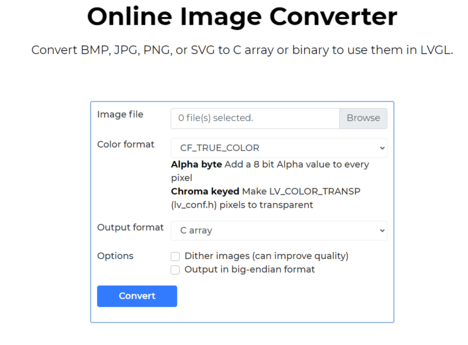 Online Image Converter
Convert BMP, JPG, PNG, or SVG to C array or binary to use them in LVGL.
Image file
0 file(s) selected.
Browse
Color format
CF_TRUE_COLOR
Alpha byte Add a 8 bit Alpha value to every
pixel
Chroma keyed Make LV_COLOR_TRANSP
(lv_conf.h) pixels to transparent
Output format
C array
Options
Dither images (can improve quality)
Output in big-endian format
Convert